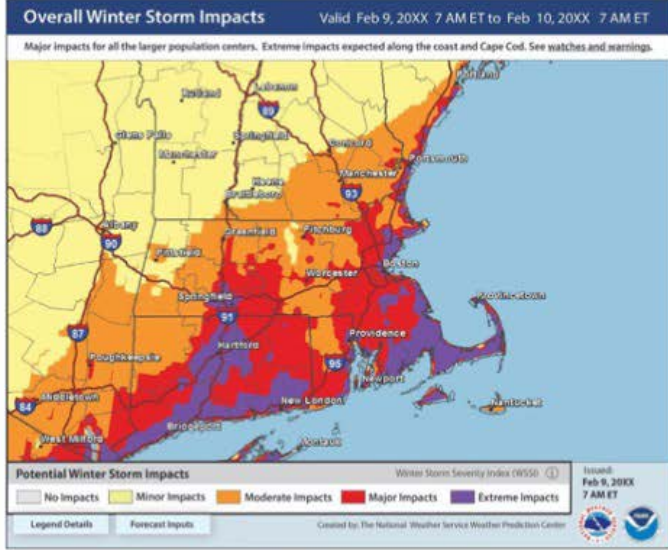 Overall Winter Storm Impacts Valid Feb 9, 20XX 7 AM ET to Feb 10, 20XX 7 AM ET
Major impacts for all the larger population centers. Extreme impacts expected along the coast and Cape Cod. See watches and warnings.
Portland
Rutland
Lebanon
89
Glens Falls
Springfield
Manchester
Concord
Portsmouth
Manchester
Keene
Brattleboro
93
88
Albany
90
Greenfield
Fitchburg
Pittsfield
Boston
Worcester
Springfield
Provincetown
91
87
Hartford
Providence
Poughkeepsie
95
Newport
84
Middletown
New London
Nantucket
Bridgeport
West Milford
Montauk
Potential Winter Storm Impacts Winter Storm Severity Index (WSSI) i
No Impacts Minor Impacts Moderate Impacts Major Impacts Extreme Impacts
Issued:
Feb 9, 20XX
7 AM ET
Legend Details Forecast Inputs Created by: The National Weather Service Weather Prediction Center